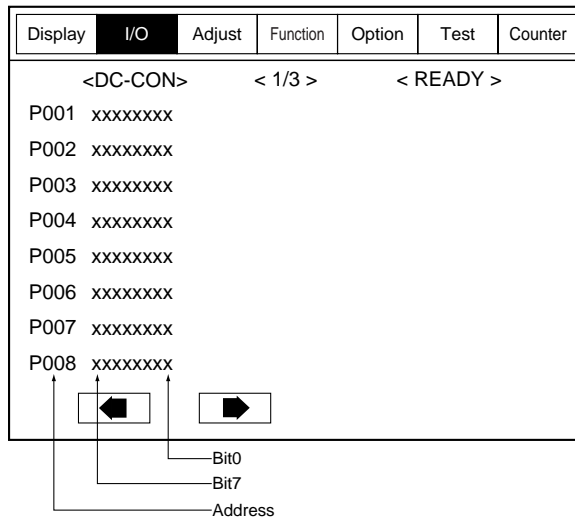 Display I/O Adjust Function Option Test Counter
<DC-CON> < 1/3 > < READY >
P001 xxxxxxxx
P002 xxxxxxxx
P003 xxxxxxxx
P004 xxxxxxxx
P005 xxxxxxxx
P006 xxxxxxxx
P007 xxxxxxxx
P008 xxxxxxxx
Bit0
Bit7
Address